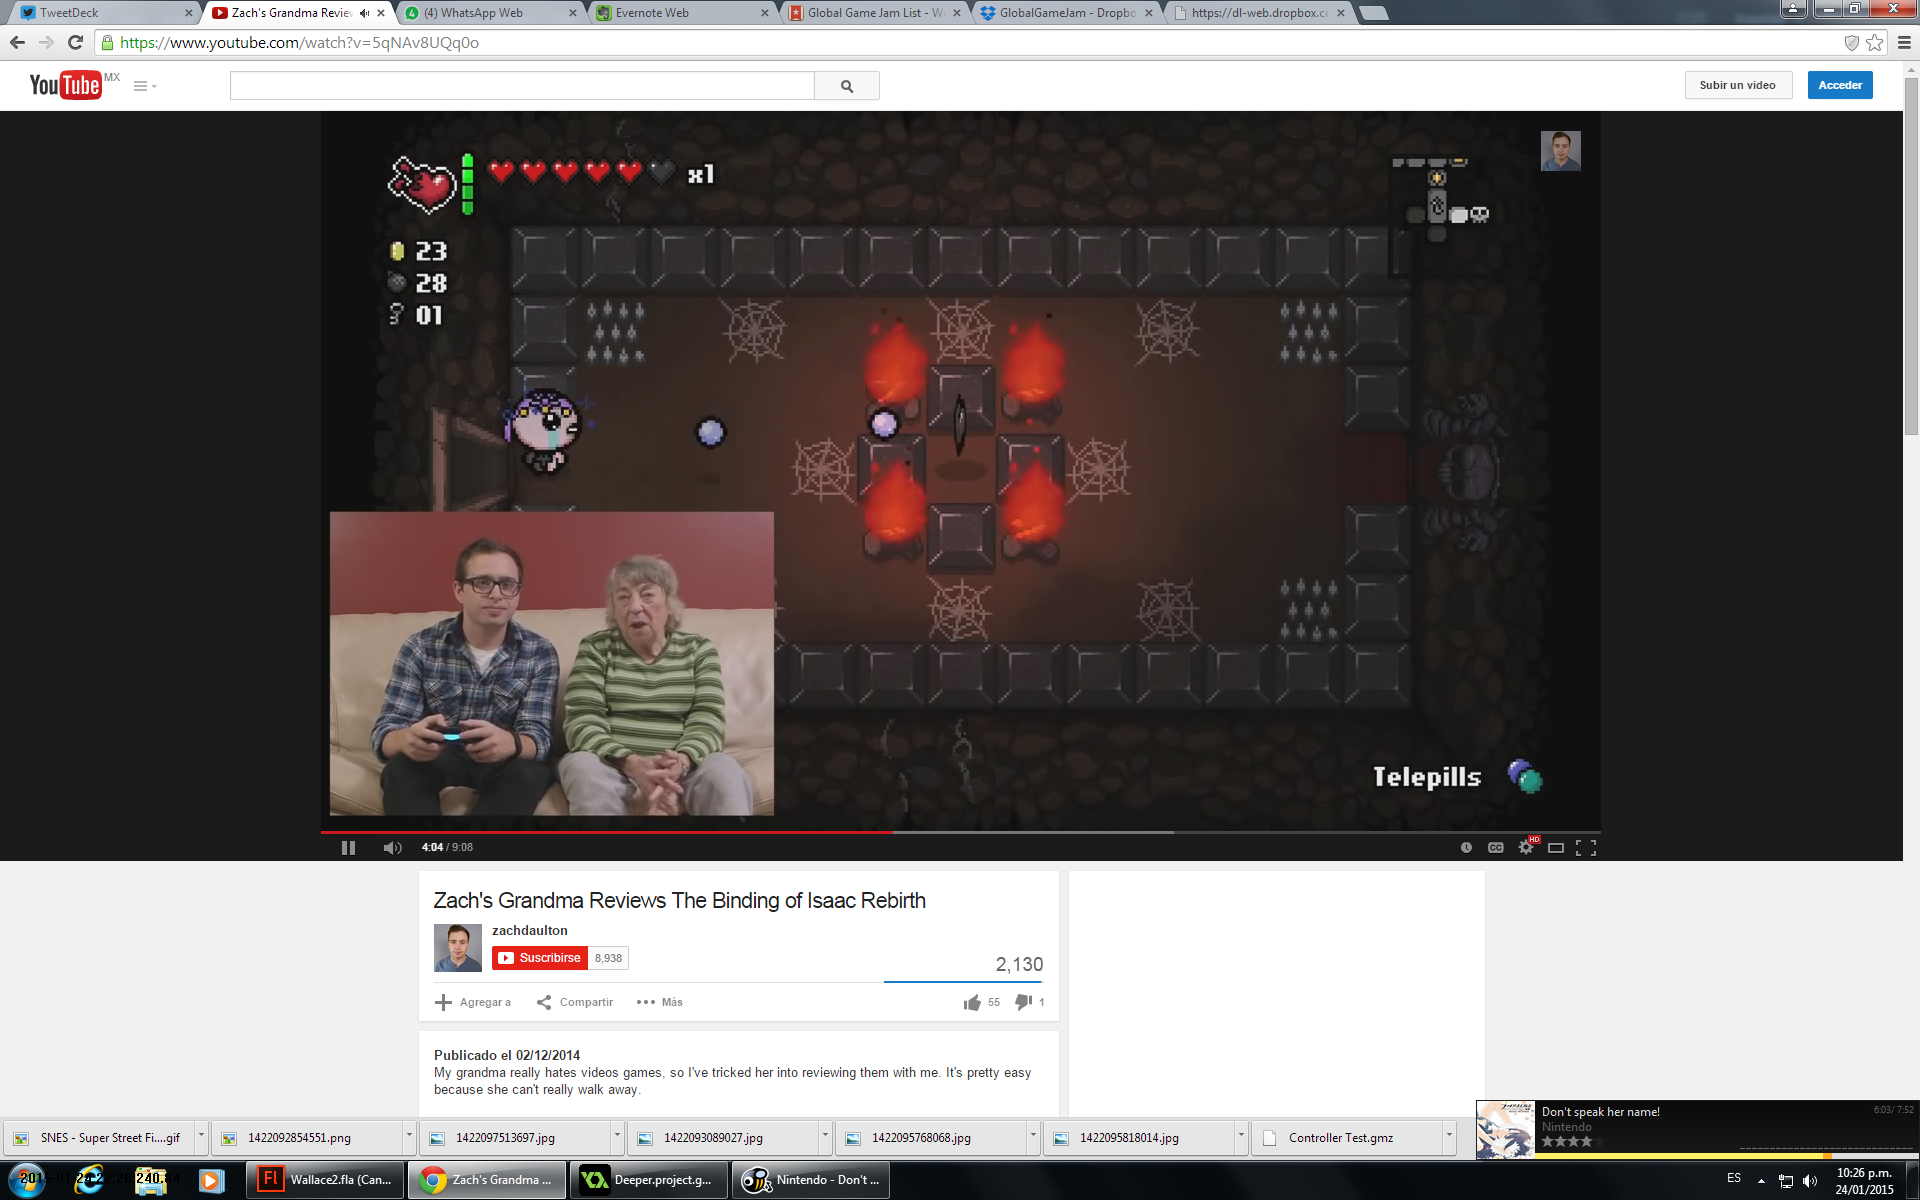 TweetDeck
Zach's Grandma Review
(4) WhatsApp Web
Evernote Web
Global Game Jam List - W
GlobalGameJam - Dropbo
https://dl-web.dropbox.c
https://www.youtube.com/watch?v=5qNAv8UQq0o
YouTube MX
Subir un video
Acceder
x1
23
28
01
Telepills
4:04 / 9:08
CC
HD
Zach's Grandma Reviews The Binding of Isaac Rebirth
zachdaulton
Suscribirse 8,938
2,130
Agregar a
Compartir
Más
55
1
Publicado el 02/12/2014
My grandma really hates videos games, so I've tricked her into reviewing them with me. It's pretty easy
because she can't really walk away.
Don't speak her name!
6:03/ 7:52
Nintendo
SNES - Super Street Fi....gif
1422092854551.png
1422097513697.jpg
1422093089027.jpg
1422095768068.jpg
1422095818014.jpg
Controller Test.gmz
Fl
Wallace2.fla (Can...
Zach's Grandma ...
Deeper.project.g...
Nintendo - Don't ...
ES
10:26 p.m.
24/01/2015